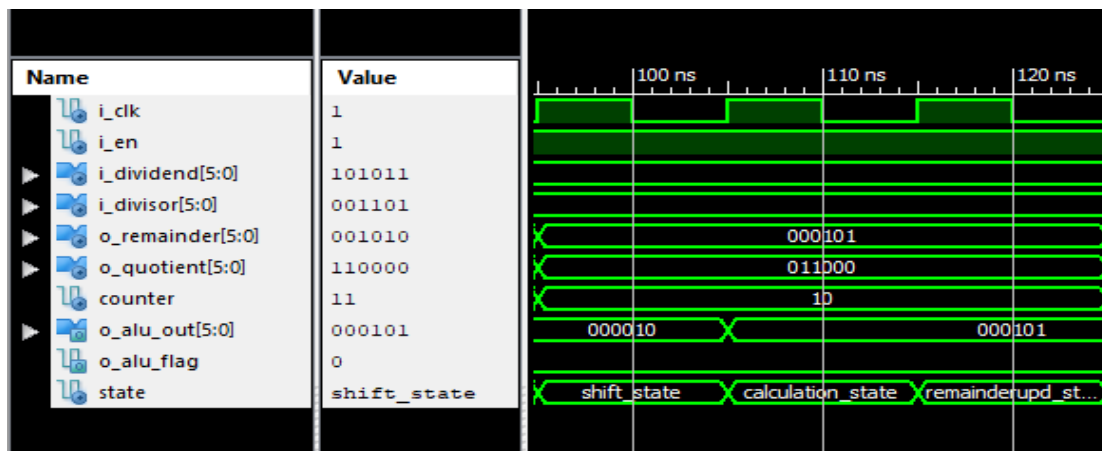 Name Value 100 ns 110 ns 120 ns
i_clk 1
i_en 1
i_dividend[5:0] 101011
i_divisor[5:0] 001101
o_remainder[5:0] 001010 000101
o_quotient[5:0] 110000 011000
counter 11 10
o_alu_out[5:0] 000101 000010 000101
o_alu_flag 0
state shift_state shift_state calculation_state remainderupd_st...